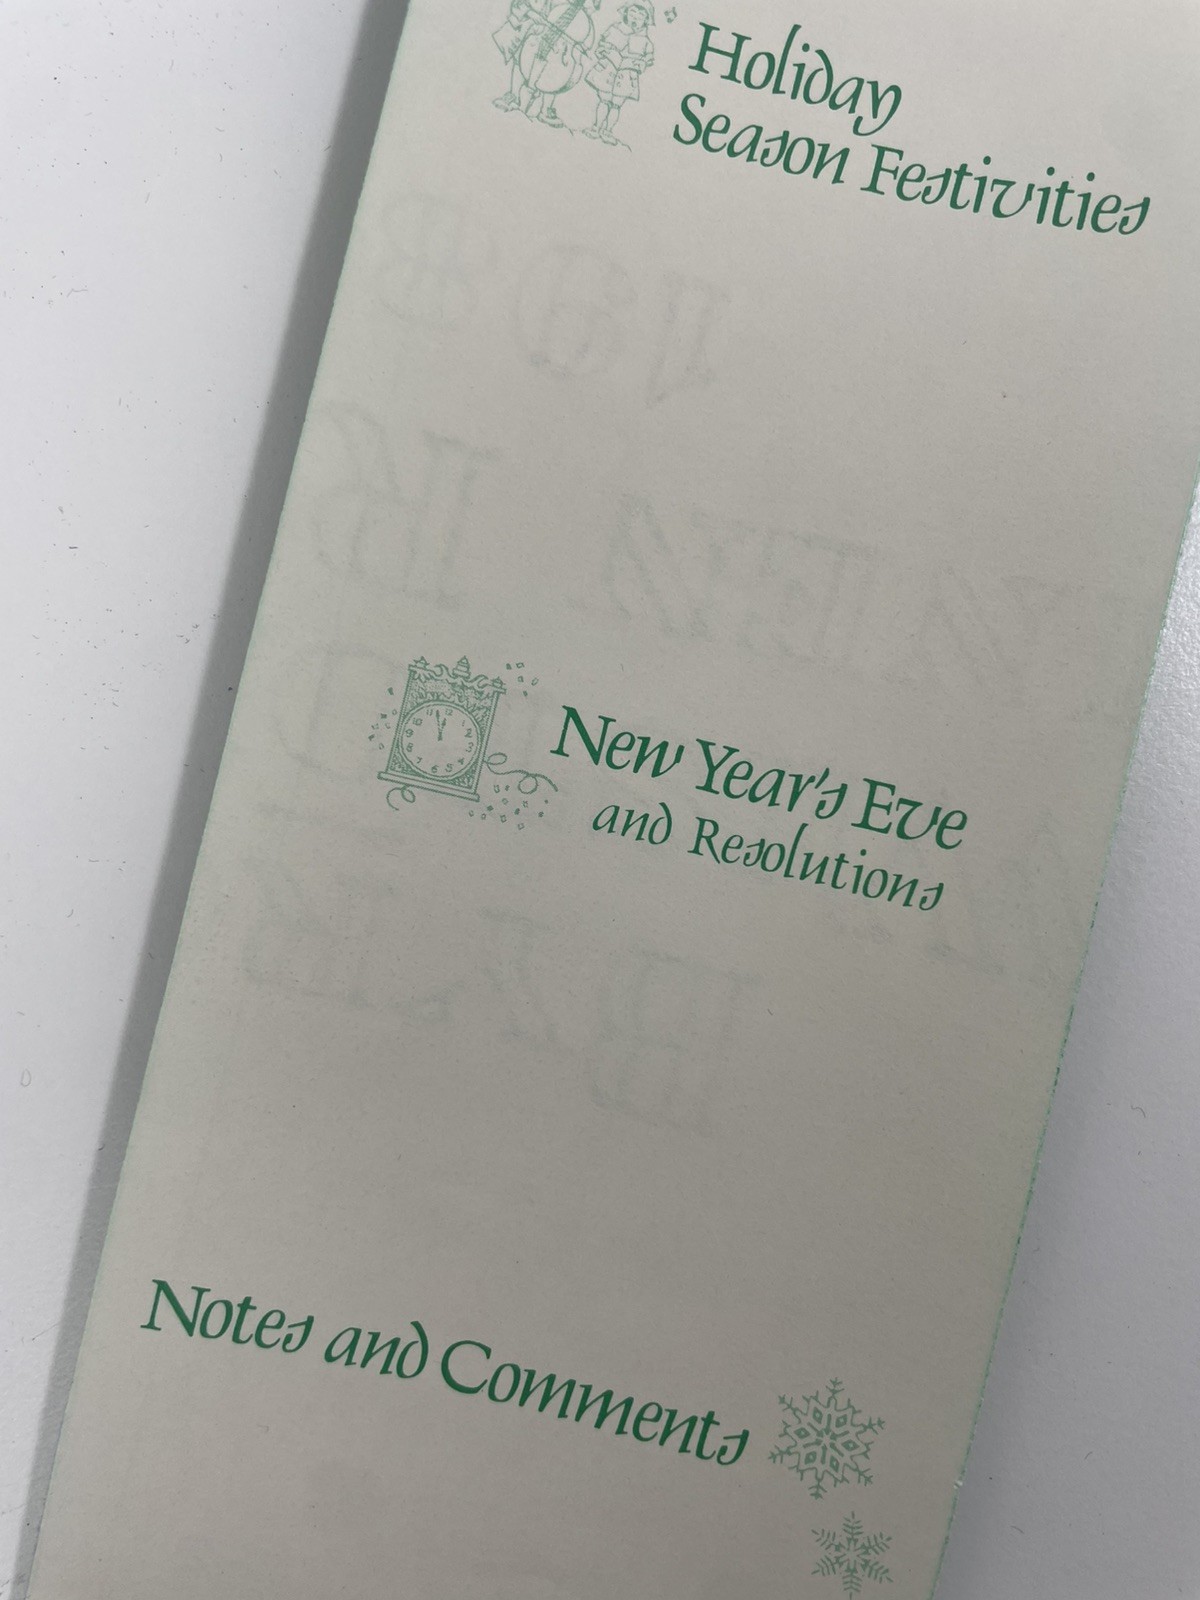 Holiday
Season Festivities
New Year's Eve
and Resolutions
Notes and Comments